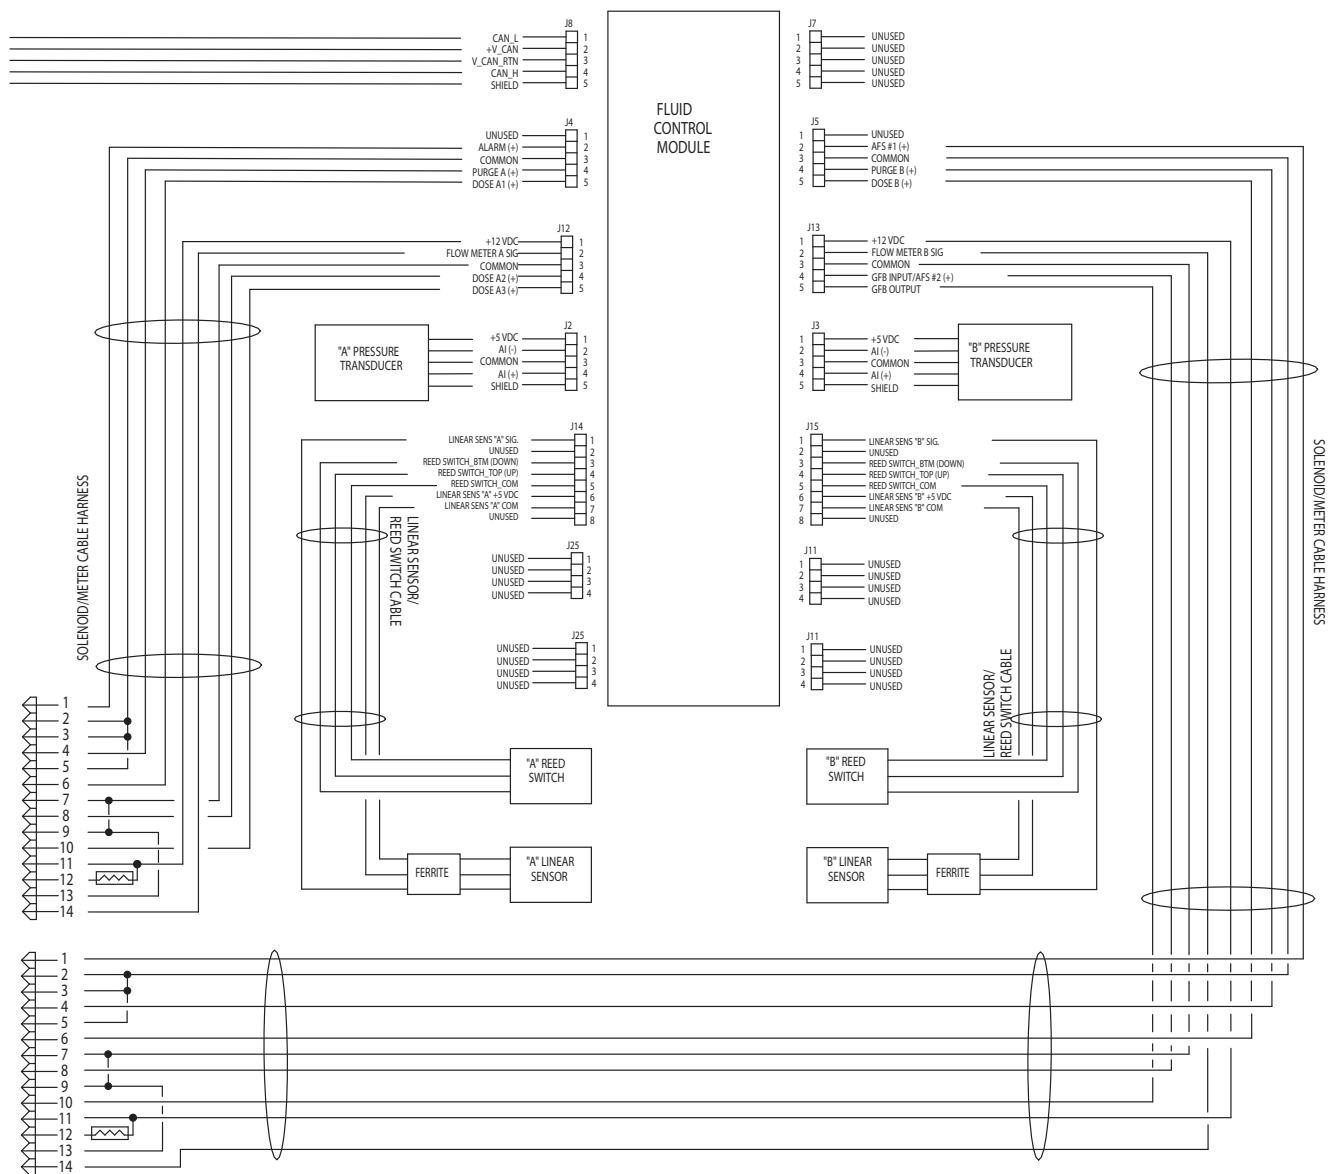 J8
CAN_L 1
+V_CAN 2
V_CAN_RTN 3
CAN_H 4
SHIELD 5
J4
UNUSED 1
ALARM (+) 2
COMMON 3
PURGE A (+) 4
DOSE A1 (+) 5
J12
+12 VDC 1
FLOW METER A SIG 2
COMMON 3
DOSE A2 (+) 4
DOSE A3 (+) 5
"A" PRESSURE
TRANSDUCER
J2
+5 VDC 1
AI (-) 2
COMMON 3
AI (+) 4
SHIELD 5
J14
LINEAR SENS "A" SIG. 1
UNUSED 2
REED SWITCH_BTM (DOWN) 3
REED SWITCH_TOP (UP) 4
REED SWITCH_COM 5
LINEAR SENS "A" +5 VDC 6
LINEAR SENS "A" COM 7
UNUSED 8
J25
UNUSED 1
UNUSED 2
UNUSED 3
UNUSED 4
J25
UNUSED 1
UNUSED 2
UNUSED 3
UNUSED 4
FLUID
CONTROL
MODULE
J7
1 UNUSED
2 UNUSED
3 UNUSED
4 UNUSED
5 UNUSED
J5
1 UNUSED
2 AFS #1 (+)
3 COMMON
4 PURGE B (+)
5 DOSE B (+)
J13
1 +12 VDC
2 FLOW METER B SIG
3 COMMON
4 GFB INPUT/AFS #2 (+)
5 GFB OUTPUT
J3
1 +5 VDC
2 AI (-)
3 COMMON
4 AI (+)
5 SHIELD
"B" PRESSURE
TRANSDUCER
J15
1 LINEAR SENS "B" SIG.
2 UNUSED
3 REED SWITCH_BTM (DOWN)
4 REED SWITCH_TOP (UP)
5 REED SWITCH_COM
6 LINEAR SENS "B" +5 VDC
7 LINEAR SENS "B" COM
8 UNUSED
J11
1 UNUSED
2 UNUSED
3 UNUSED
4 UNUSED
J11
1 UNUSED
2 UNUSED
3 UNUSED
4 UNUSED
SOLENOID/METER CABLE HARNESS
LINEAR SENSOR/
REED SWITCH CABLE
LINEAR SENSOR/
REED SWITCH CABLE
SOLENOID/METER CABLE HARNESS
"A" REED
SWITCH
"B" REED
SWITCH
FERRITE
"A" LINEAR
SENSOR
"B" LINEAR
SENSOR
FERRITE
1
2
3
4
5
6
7
8
9
10
11
12
13
14
1
2
3
4
5
6
7
8
9
10
11
12
13
14